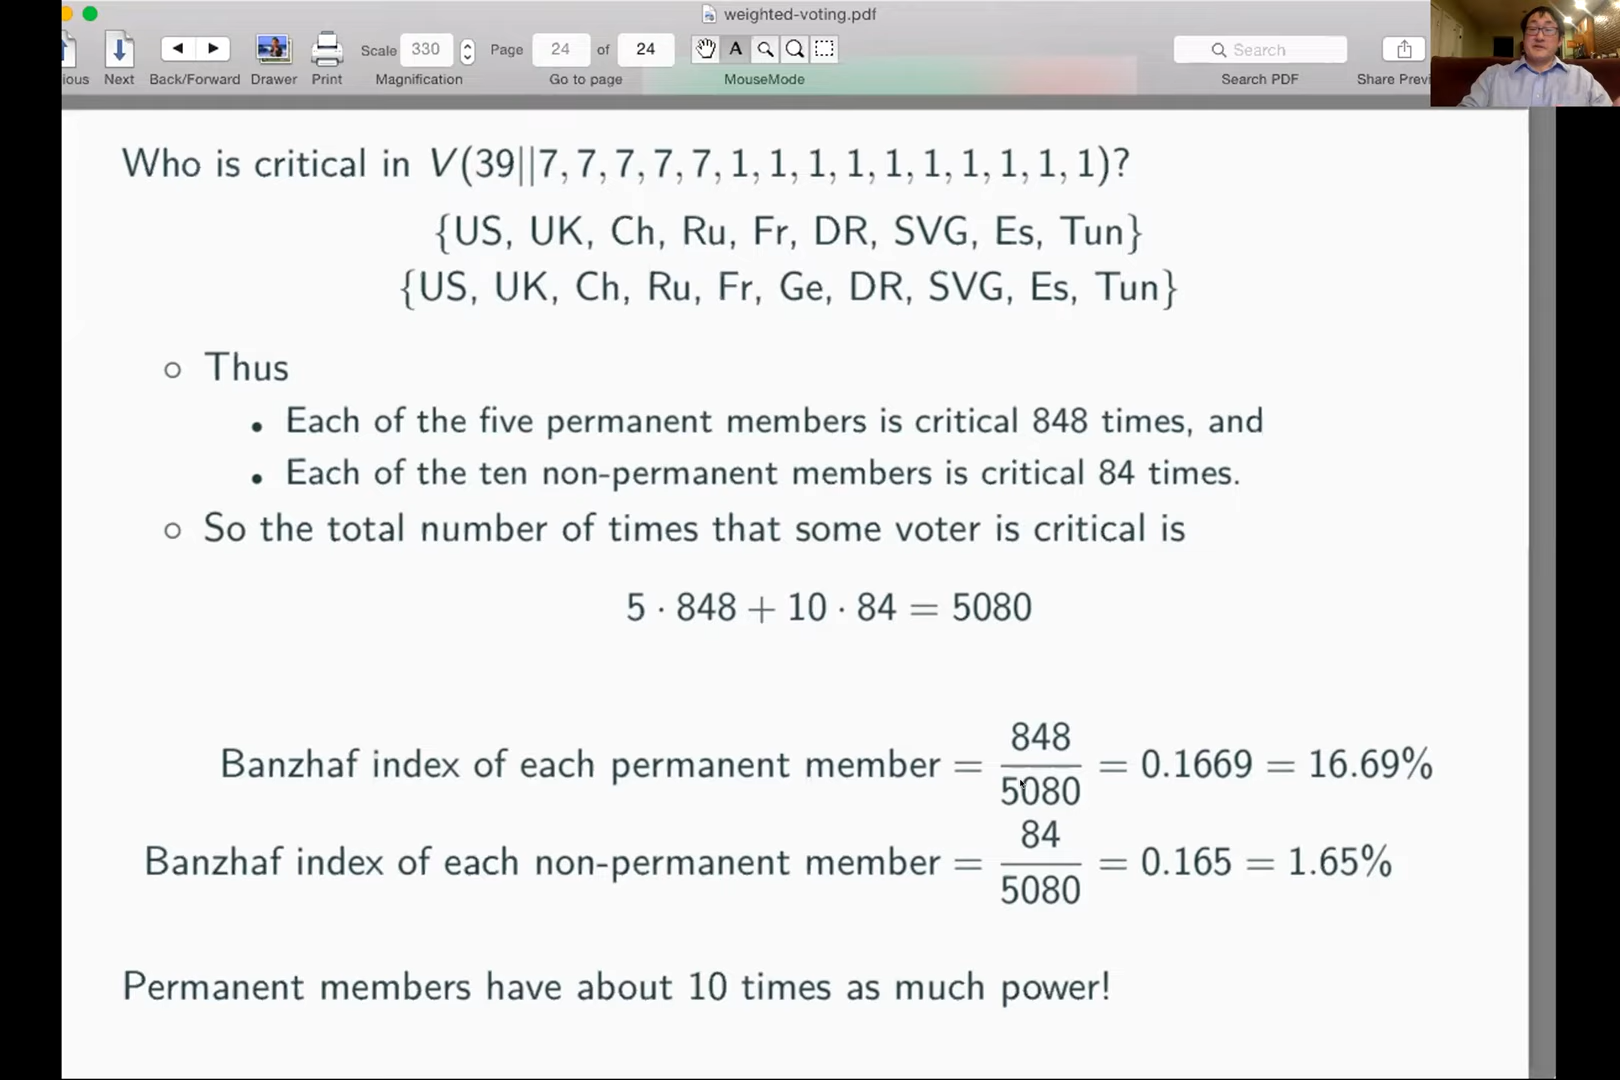 weighted-voting.pdf
ious Next Back/Forward Drawer Print Scale 330 Magnification Page 24 of 24 Go to page A MouseMode Search Search PDF Share Previ
Who is critical in V(39||7, 7, 7, 7, 7, 1, 1, 1, 1, 1, 1, 1, 1, 1, 1)?
{US, UK, Ch, Ru, Fr, DR, SVG, Es, Tun}
{US, UK, Ch, Ru, Fr, Ge, DR, SVG, Es, Tun}
○ Thus
• Each of the five permanent members is critical 848 times, and
• Each of the ten non-permanent members is critical 84 times.
○ So the total number of times that some voter is critical is
5 · 848 + 10 · 84 = 5080
Banzhaf index of each permanent member = 848/5080 = 0.1669 = 16.69%
Banzhaf index of each non-permanent member = 84/5080 = 0.165 = 1.65%
Permanent members have about 10 times as much power!